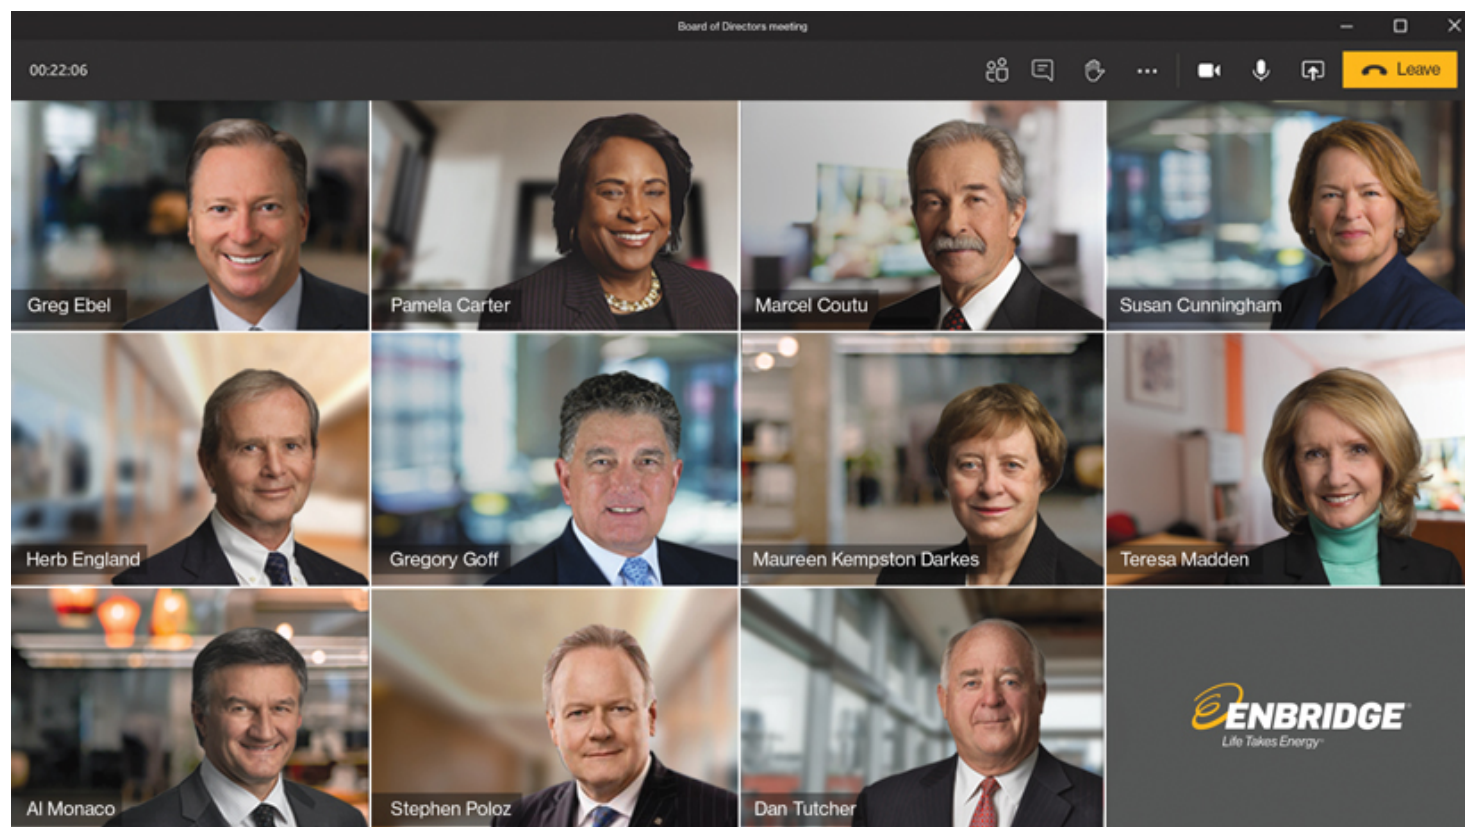 Board of Directors meeting
00:22:06
Leave
Greg Ebel
Pamela Carter
Marcel Coutu
Susan Cunningham
Herb England
Gregory Goff
Maureen Kempston Darkes
Teresa Madden
Al Monaco
Stephen Poloz
Dan Tutcher
ENBRIDGE
Life Takes Energy